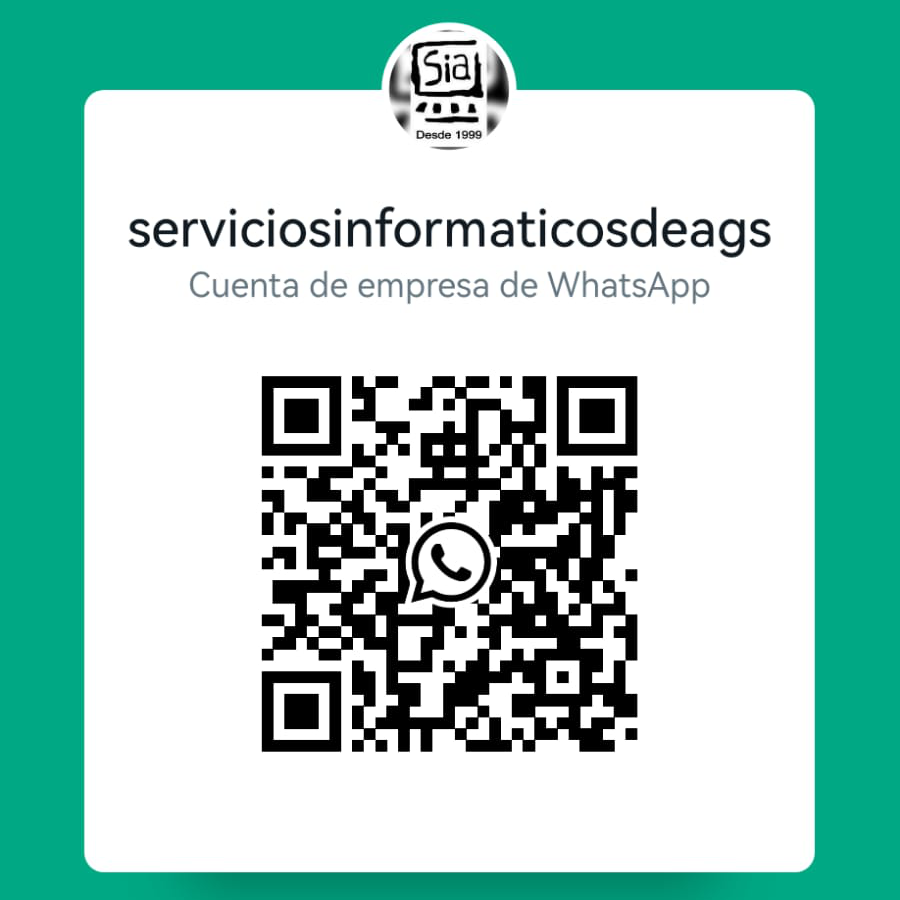 Sia
Desde 1999
serviciosinformaticosdeags
Cuenta de empresa de WhatsApp